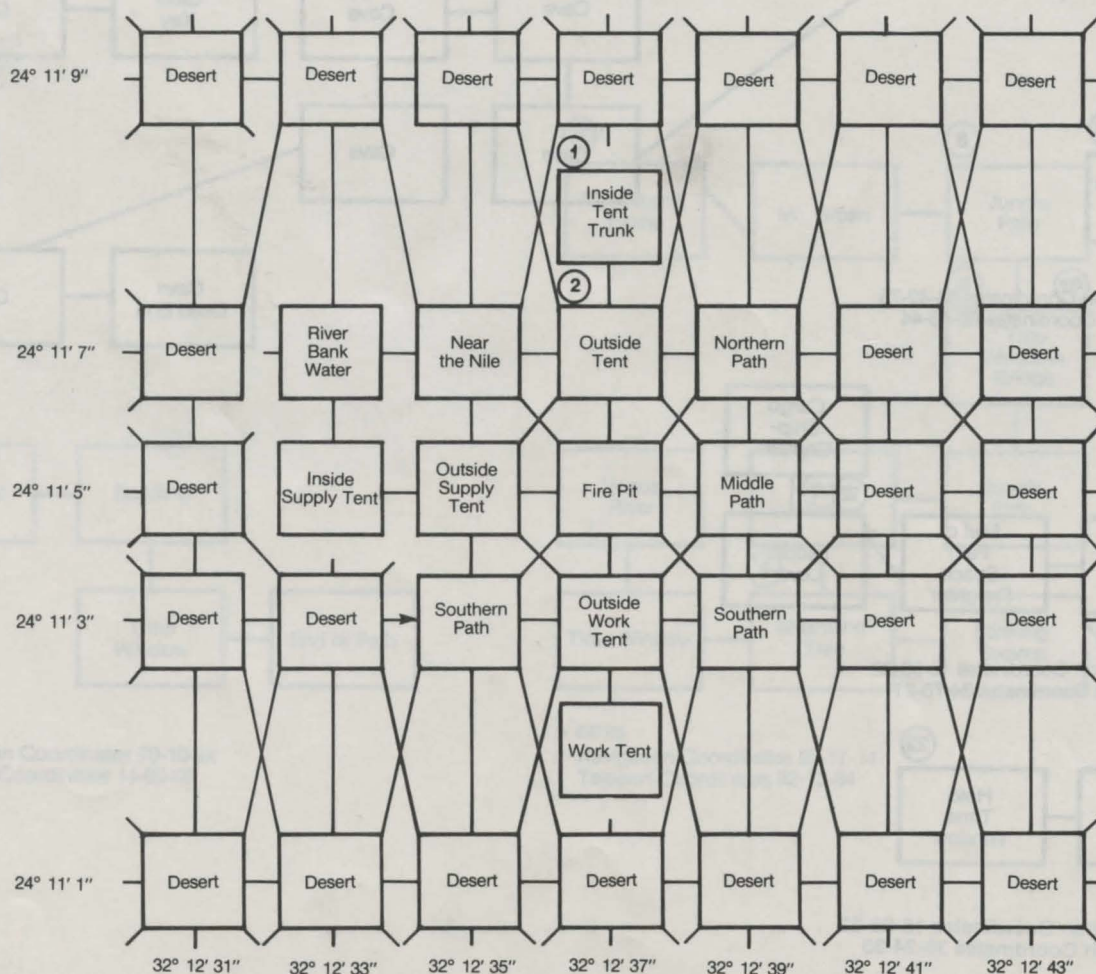 24° 11' 9"
Desert
Desert
Desert
Desert
Desert
Desert
Desert
1
Inside
Tent
Trunk
2
24° 11' 7"
Desert
River
Bank
Water
Near
the Nile
Outside
Tent
Northern
Path
Desert
Desert
24° 11' 5"
Desert
Inside
Supply Tent
Outside
Supply
Tent
Fire Pit
Middle
Path
Desert
Desert
24° 11' 3"
Desert
Desert
Southern
Path
Outside
Work
Tent
Southern
Path
Desert
Desert
Work Tent
24° 11' 1"
Desert
Desert
Desert
Desert
Desert
Desert
Desert
32° 12' 31"
32° 12' 33"
32° 12' 35"
32° 12' 37"
32° 12' 39"
32° 12' 41"
32° 12' 43"